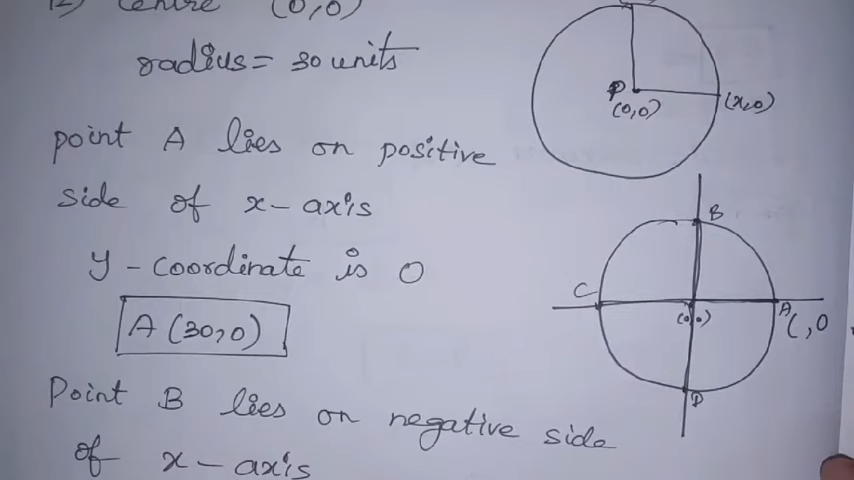 12) Centre (0,0)
radius = 30 units
point A lies on positive
side of x-axis
y-coordinate is 0
A (30,0)
Point B lies on negative side
of x-axis
P
(0,0)
(x,0)
B
C
(0,0)
A
( ,0
D